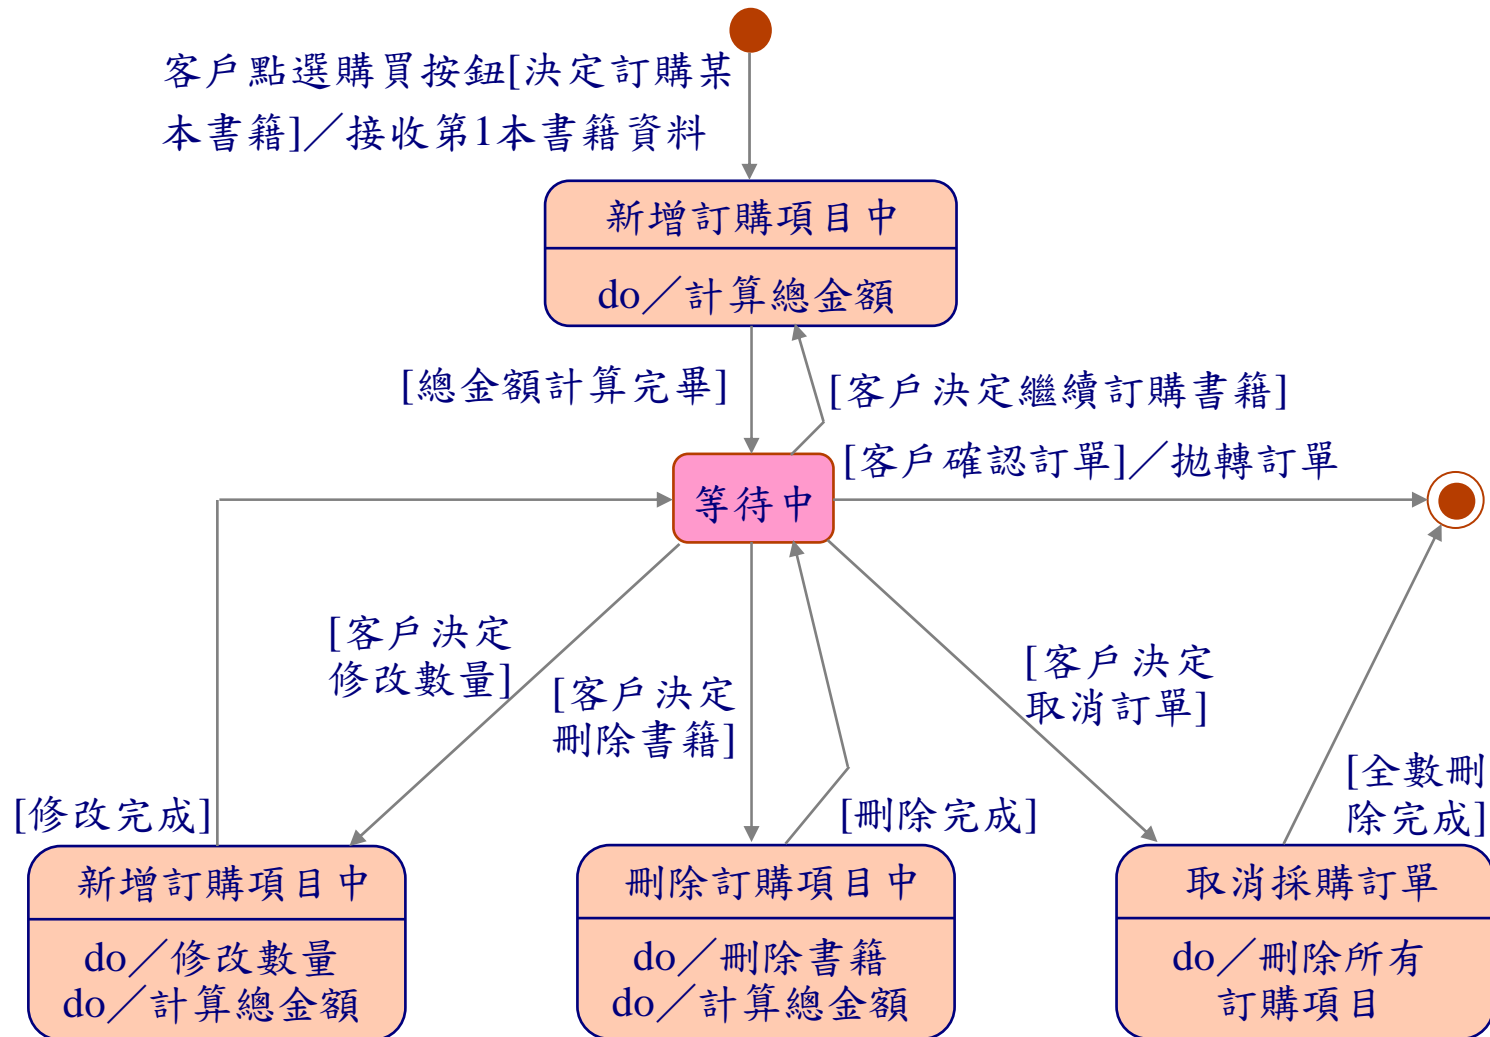 客戶點選購買按鈕[決定訂購某
本書籍]／接收第1本書籍資料
新增訂購項目中
do／計算總金額
[總金額計算完畢]
[客戶決定繼續訂購書籍]
[客戶確認訂單]／拋轉訂單
等待中
[客戶決定
修改數量]
[客戶決定
刪除書籍]
[客戶決定
取消訂單]
[修改完成]
[刪除完成]
[全數刪
除完成]
新增訂購項目中
do／修改數量
do／計算總金額
刪除訂購項目中
do／刪除書籍
do／計算總金額
取消採購訂單
do／刪除所有
訂購項目